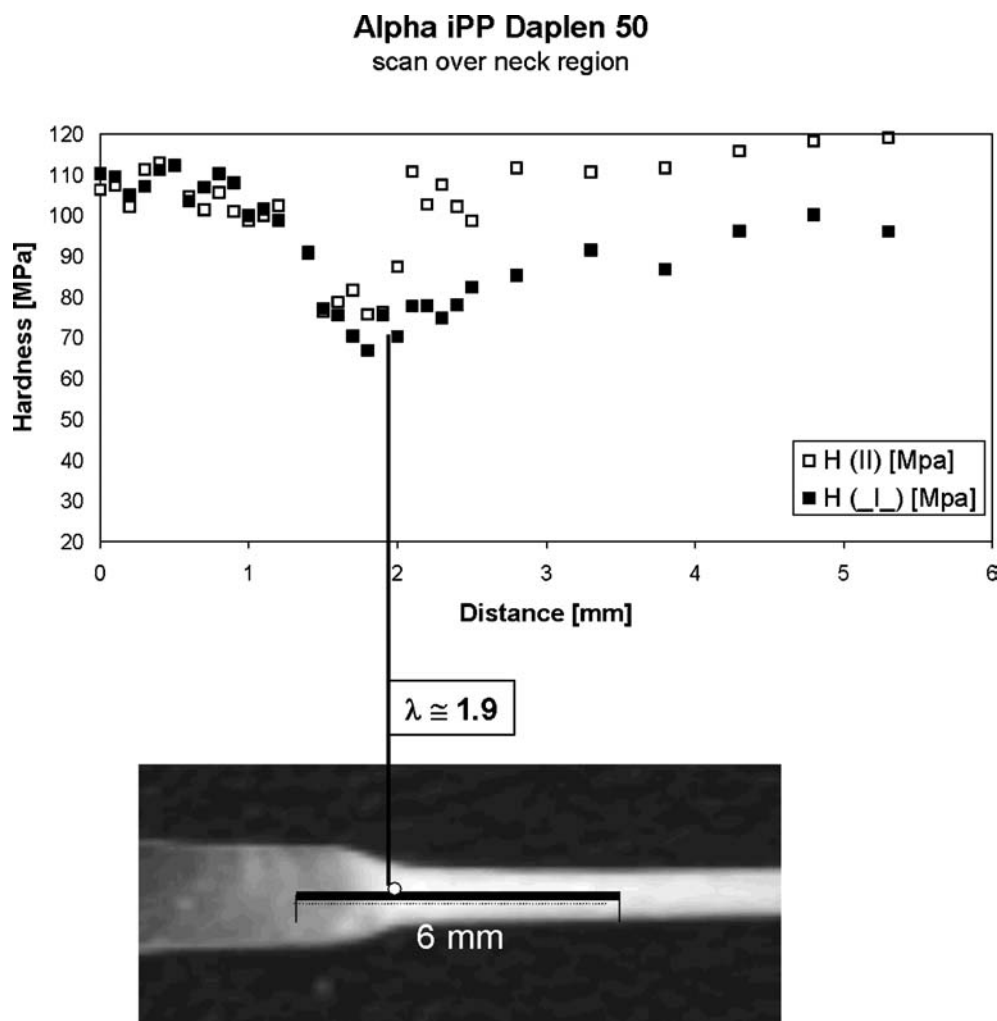 Alpha iPP Daplen 50
scan over neck region
120
110
100
90
80
70
60
50
40
30
20
Hardness [MPa]
H (II) [Mpa]
H (_I_) [Mpa]
0 1 2 3 4 5 6
Distance [mm]
λ ≅ 1.9
6 mm